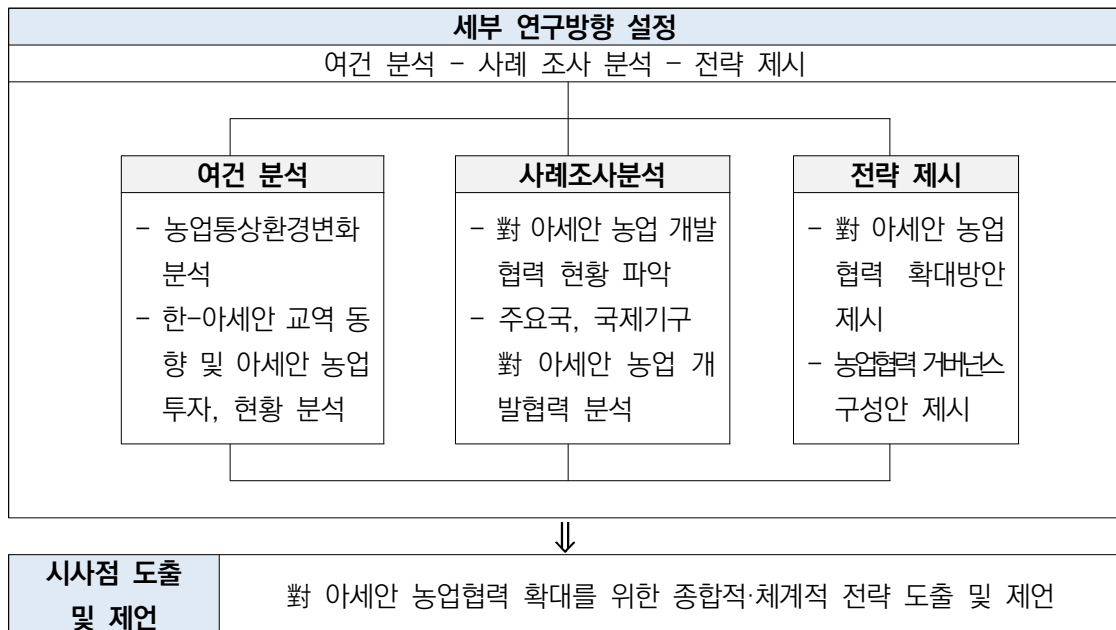 세부 연구방향 설정
여건 분석 – 사례 조사 분석 – 전략 제시
여건 분석
– 농업통상환경변화
분석
– 한-아세안 교역 동
향 및 아세안 농업
투자, 현황 분석
사례조사분석
– 對 아세안 농업 개발
협력 현황 파악
– 주요국, 국제기구
對 아세안 농업 개
발협력 분석
전략 제시
– 對 아세안 농업
협력 확대방안
제시
– 농업협력 거버넌스
구성안 제시
⇓
시사점 도출
및 제언
對 아세안 농업협력 확대를 위한 종합적·체계적 전략 도출 및 제언